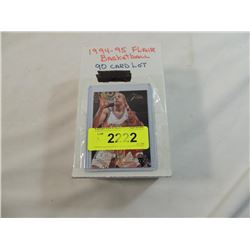 1994-95 FLAIR
BASKETBALL
90 CARD LOT
2222